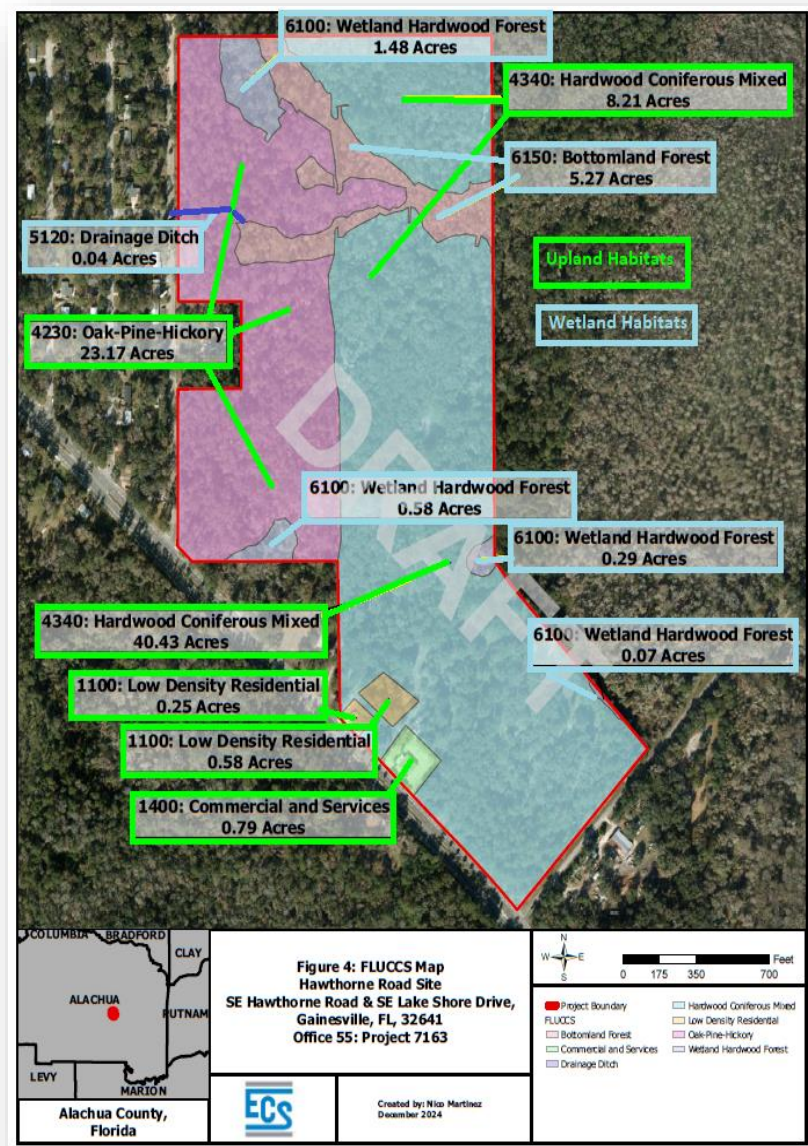 6100: Wetland Hardwood Forest
1.48 Acres
4340: Hardwood Coniferous Mixed
8.21 Acres
6150: Bottomland Forest
5.27 Acres
5120: Drainage Ditch
0.04 Acres
Upland Habitats
Wetland Habitats
4230: Oak-Pine-Hickory
23.17 Acres
DRAFT
6100: Wetland Hardwood Forest
0.58 Acres
6100: Wetland Hardwood Forest
0.29 Acres
4340: Hardwood Coniferous Mixed
40.43 Acres
6100: Wetland Hardwood Forest
0.07 Acres
1100: Low Density Residential
0.25 Acres
1100: Low Density Residential
0.58 Acres
1400: Commercial and Services
0.79 Acres
COLUMBIA
BRADFORD
CLAY
ALACHUA
PUTNAM
LEVY
MARION
Alachua County,
Florida
Figure 4: FLUCCS Map
Hawthorne Road Site
SE Hawthorne Road & SE Lake Shore Drive,
Gainesville, FL, 32641
Office 55: Project 7163
ECS
Created by: Nico Martinez
December 2024
N
W E
S
Feet
0 175 350 700
Project Boundary
FLUCCS
Bottomland Forest
Commercial and Services
Drainage Ditch
Hardwood Coniferous Mixed
Low Density Residential
Oak-Pine-Hickory
Wetland Hardwood Forest